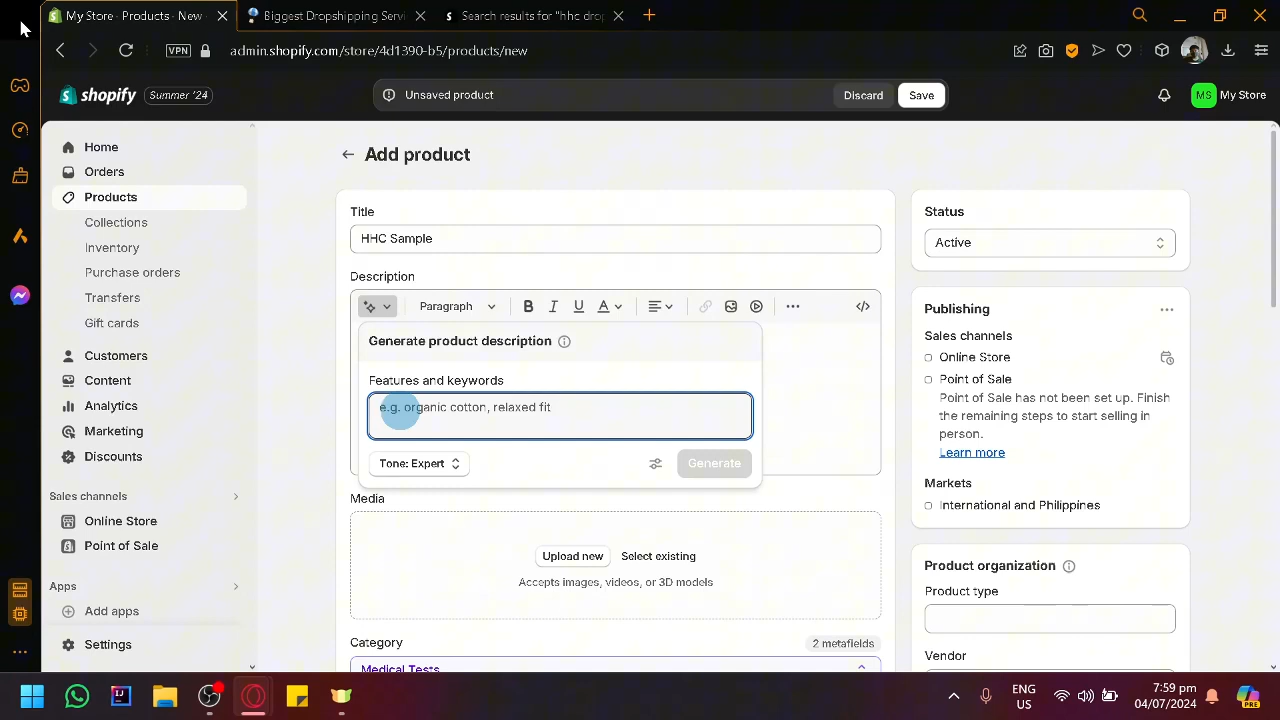 My Store · Products · New
Biggest Dropshipping Servi
Search results for "hhc drop
VPN
admin.shopify.com/store/4d1390-b5/products/new
shopify
Summer '24
Unsaved product
Discard
Save
MS
My Store
Home
Orders
Products
Collections
Inventory
Purchase orders
Transfers
Gift cards
Customers
Content
Analytics
Marketing
Discounts
Sales channels
Online Store
Point of Sale
Apps
Add apps
Settings
Add product
Title
HHC Sample
Description
Paragraph
B
I
U
A
Generate product description
Features and keywords
e.g. organic cotton, relaxed fit
Tone: Expert
Generate
Media
Upload new
Select existing
Accepts images, videos, or 3D models
Category
2 metafields
Medical Tests
Status
Active
Publishing
Sales channels
Online Store
Point of Sale
Point of Sale has not been set up. Finish
the remaining steps to start selling in
person.
Learn more
Markets
International and Philippines
Product organization
Product type
Vendor
ENG
US
7:59 pm
04/07/2024
PRE